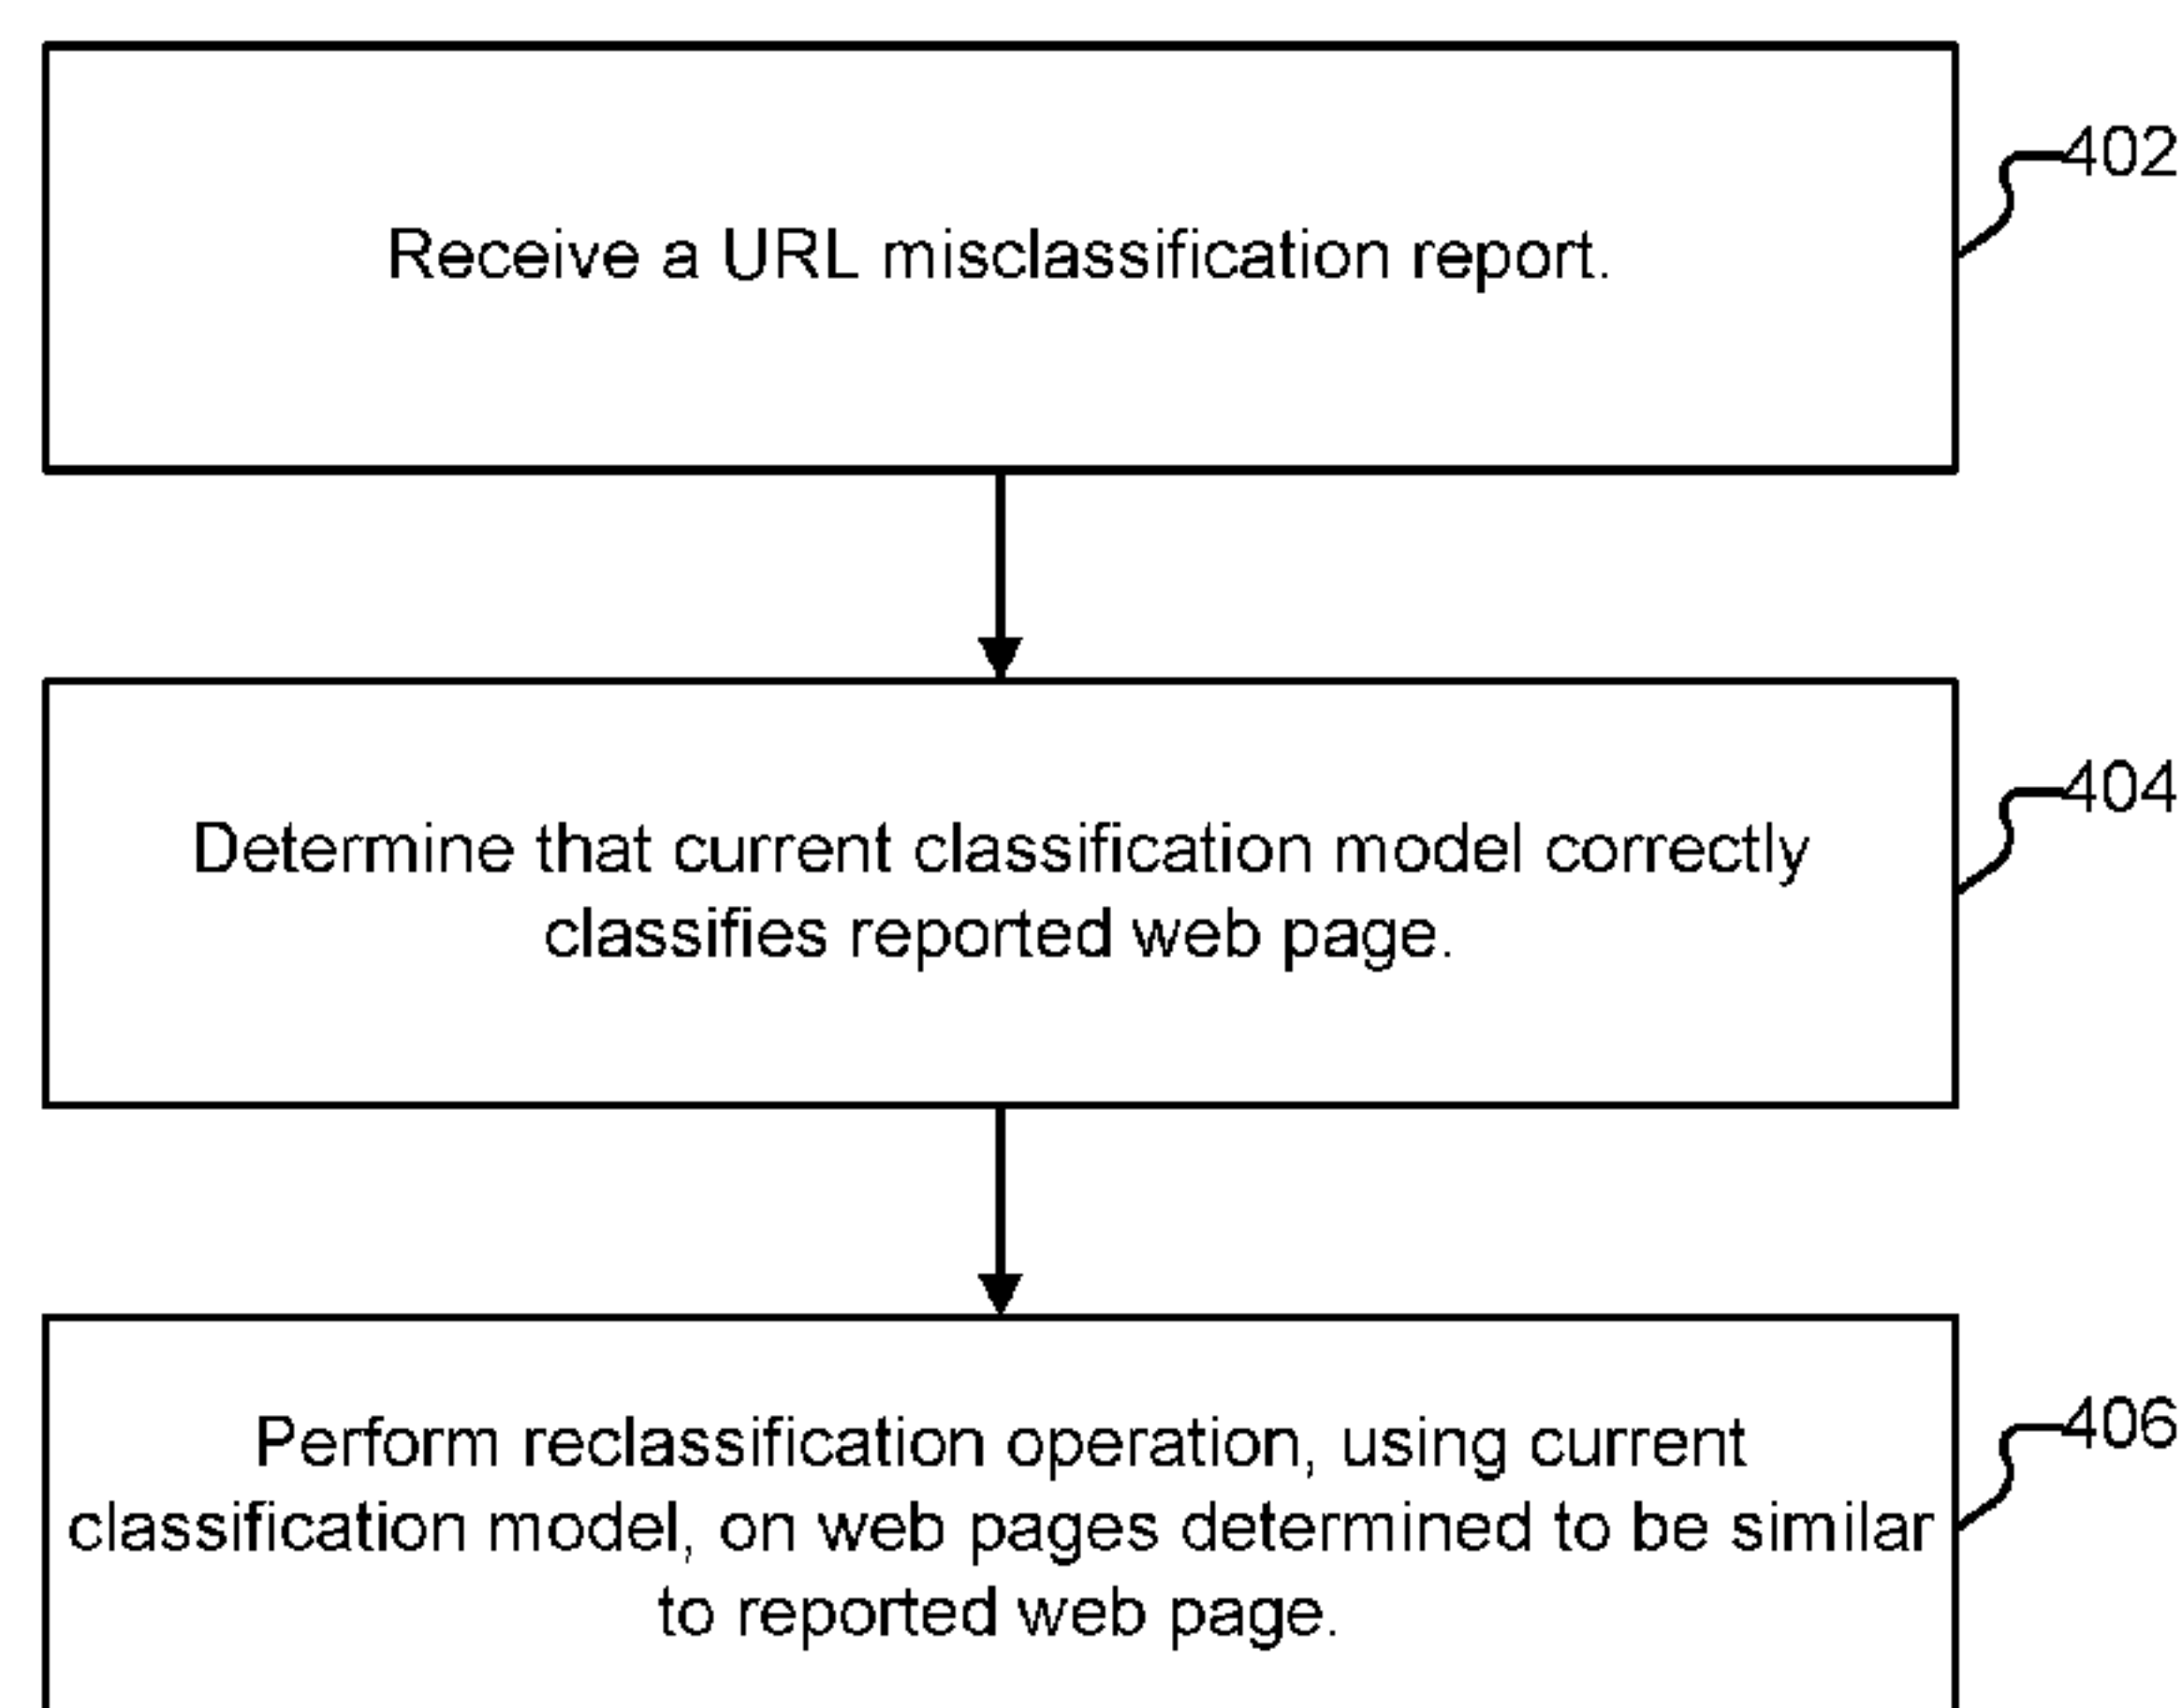 402
Receive a URL misclassification report.
404
Determine that current classification model correctly
classifies reported web page.
406
Perform reclassification operation, using current
classification model, on web pages determined to be similar
to reported web page.